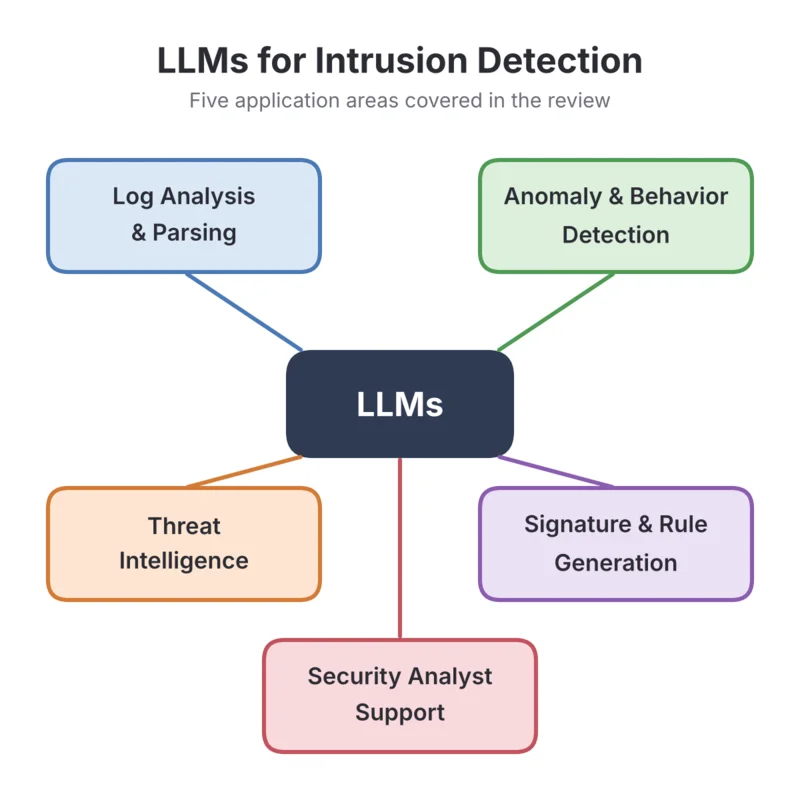 LLMs for Intrusion Detection
Five application areas covered in the review
Log Analysis
& Parsing
Anomaly & Behavior
Detection
LLMs
Threat
Intelligence
Signature & Rule
Generation
Security Analyst
Support